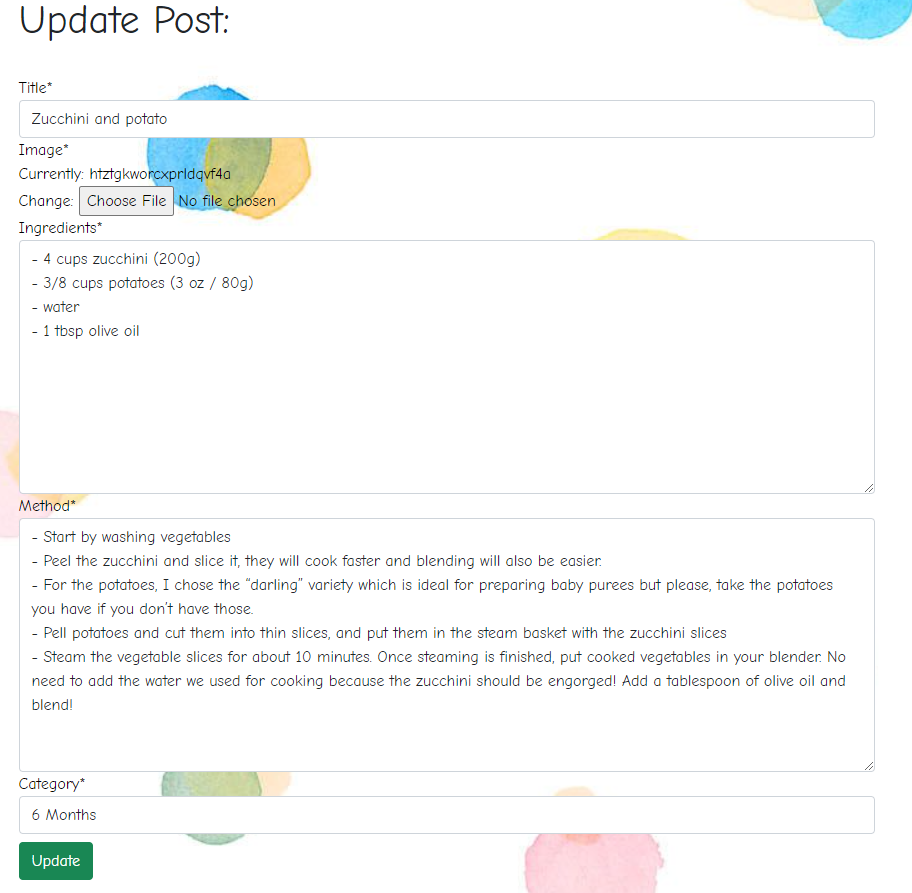 Update Post:
Title*
Zucchini and potato
Image*
Currently: htztgkworcxprldqvf4a
Change: Choose File No file chosen
Ingredients*
- 4 cups zucchini (200g)
- 3/8 cups potatoes (3 oz / 80g)
- water
- 1 tbsp olive oil
Method*
- Start by washing vegetables
- Peel the zucchini and slice it, they will cook faster and blending will also be easier.
- For the potatoes, I chose the “darling” variety which is ideal for preparing baby purees but please, take the potatoes
you have if you don’t have those.
- Pell potatoes and cut them into thin slices, and put them in the steam basket with the zucchini slices
- Steam the vegetable slices for about 10 minutes. Once steaming is finished, put cooked vegetables in your blender. No
need to add the water we used for cooking because the zucchini should be engorged! Add a tablespoon of olive oil and
blend!
Category*
6 Months
Update